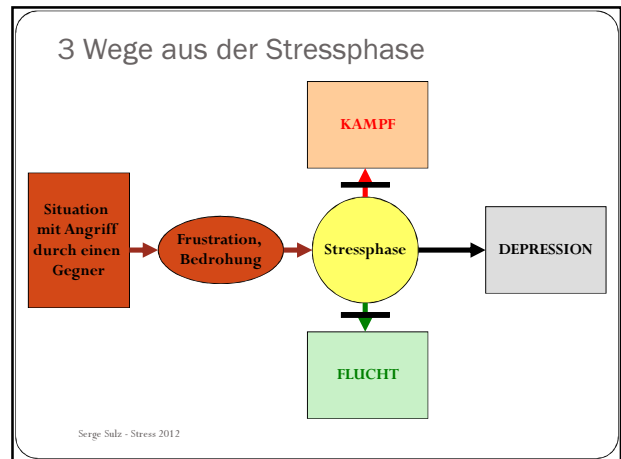 3 Wege aus der Stressphase
KAMPF
Situation
mit Angriff
durch einen
Gegner
Frustration,
Bedrohung
Stressphase
DEPRESSION
FLUCHT
Serge Sulz - Stress 2012